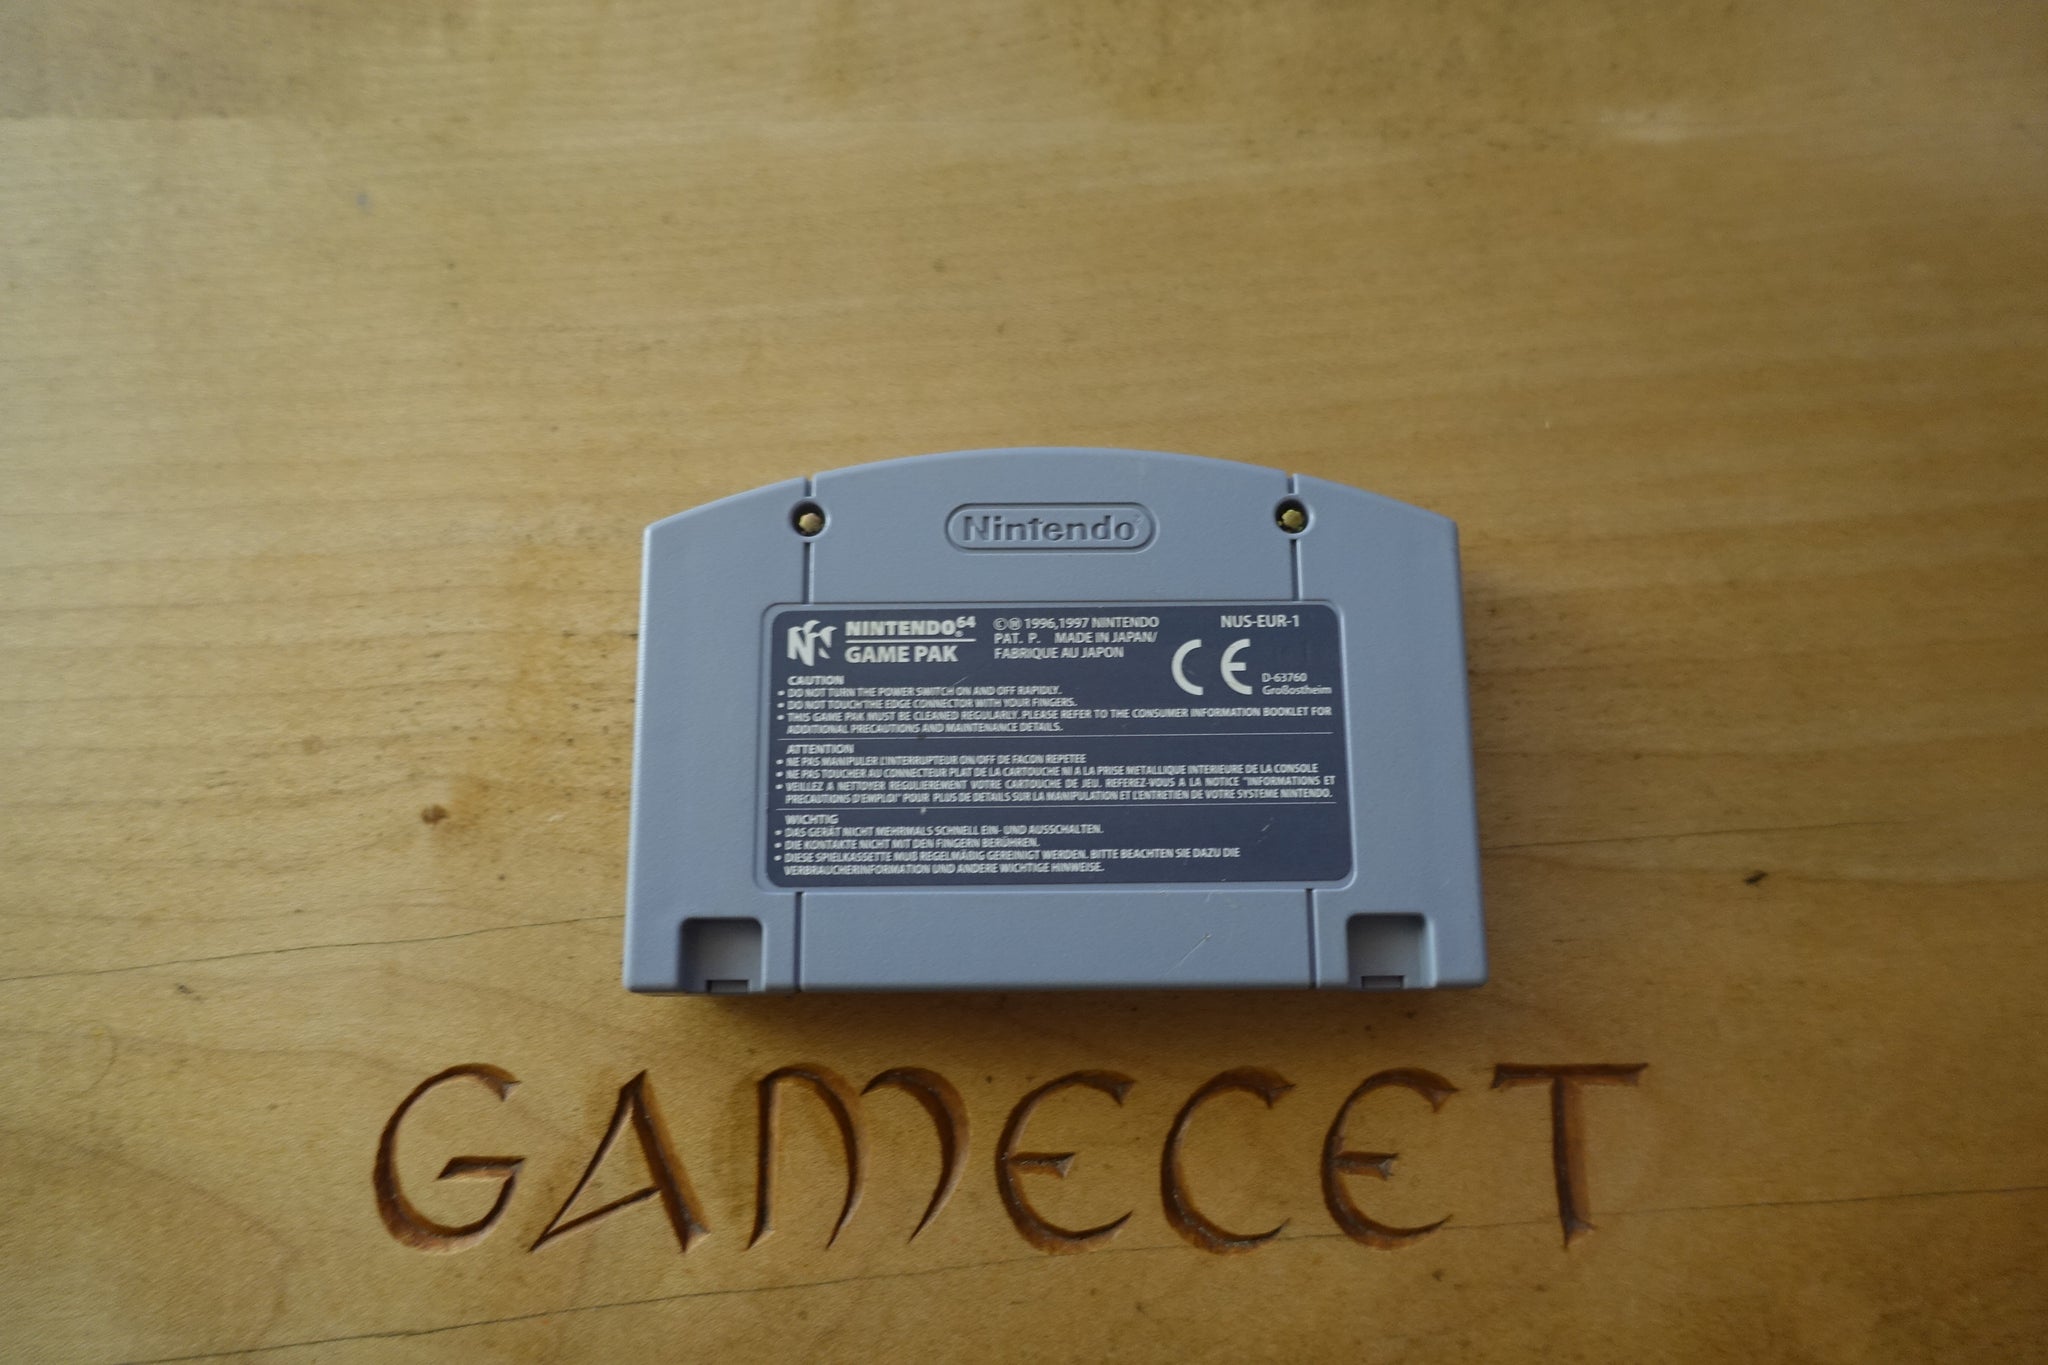 Nintendo
NINTENDO⁶⁴®
GAME PAK
©Ⓜ 1996,1997 NINTENDO
PAT. P. MADE IN JAPAN/
FABRIQUE AU JAPON
NUS-EUR-1
CE
D-63760
Großostheim
CAUTION
• DO NOT TURN THE POWER SWITCH ON AND OFF RAPIDLY.
• DO NOT TOUCH THE EDGE CONNECTOR WITH YOUR FINGERS.
• THIS GAME PAK MUST BE CLEANED REGULARLY. PLEASE REFER TO THE CONSUMER INFORMATION BOOKLET FOR
ADDITIONAL PRECAUTIONS AND MAINTENANCE DETAILS.
ATTENTION
• NE PAS MANIPULER L'INTERRUPTEUR ON/OFF DE FACON REPETEE
• NE PAS TOUCHER AU CONNECTEUR PLAT DE LA CARTOUCHE NI A LA PRISE METALLIQUE INTERIEURE DE LA CONSOLE
• VEILLEZ A NETTOYER REGULIEREMENT VOTRE CARTOUCHE DE JEU. REFEREZ-VOUS A LA NOTICE "INFORMATIONS ET
PRECAUTIONS D'EMPLOI" POUR PLUS DE DETAILS SUR LA MANIPULATION ET L'ENTRETIEN DE VOTRE SYSTEME NINTENDO.
WICHTIG
• DAS GERÄT NICHT MEHRMALS SCHNELL EIN- UND AUSSCHALTEN.
• DIE KONTAKTE NICHT MIT DEN FINGERN BERÜHREN.
• DIESE SPIELKASSETTE MUß REGELMÄßIG GEREINIGT WERDEN. BITTE BEACHTEN SIE DAZU DIE
VERBRAUCHERINFORMATION UND ANDERE WICHTIGE HINWEISE.
GAMECET